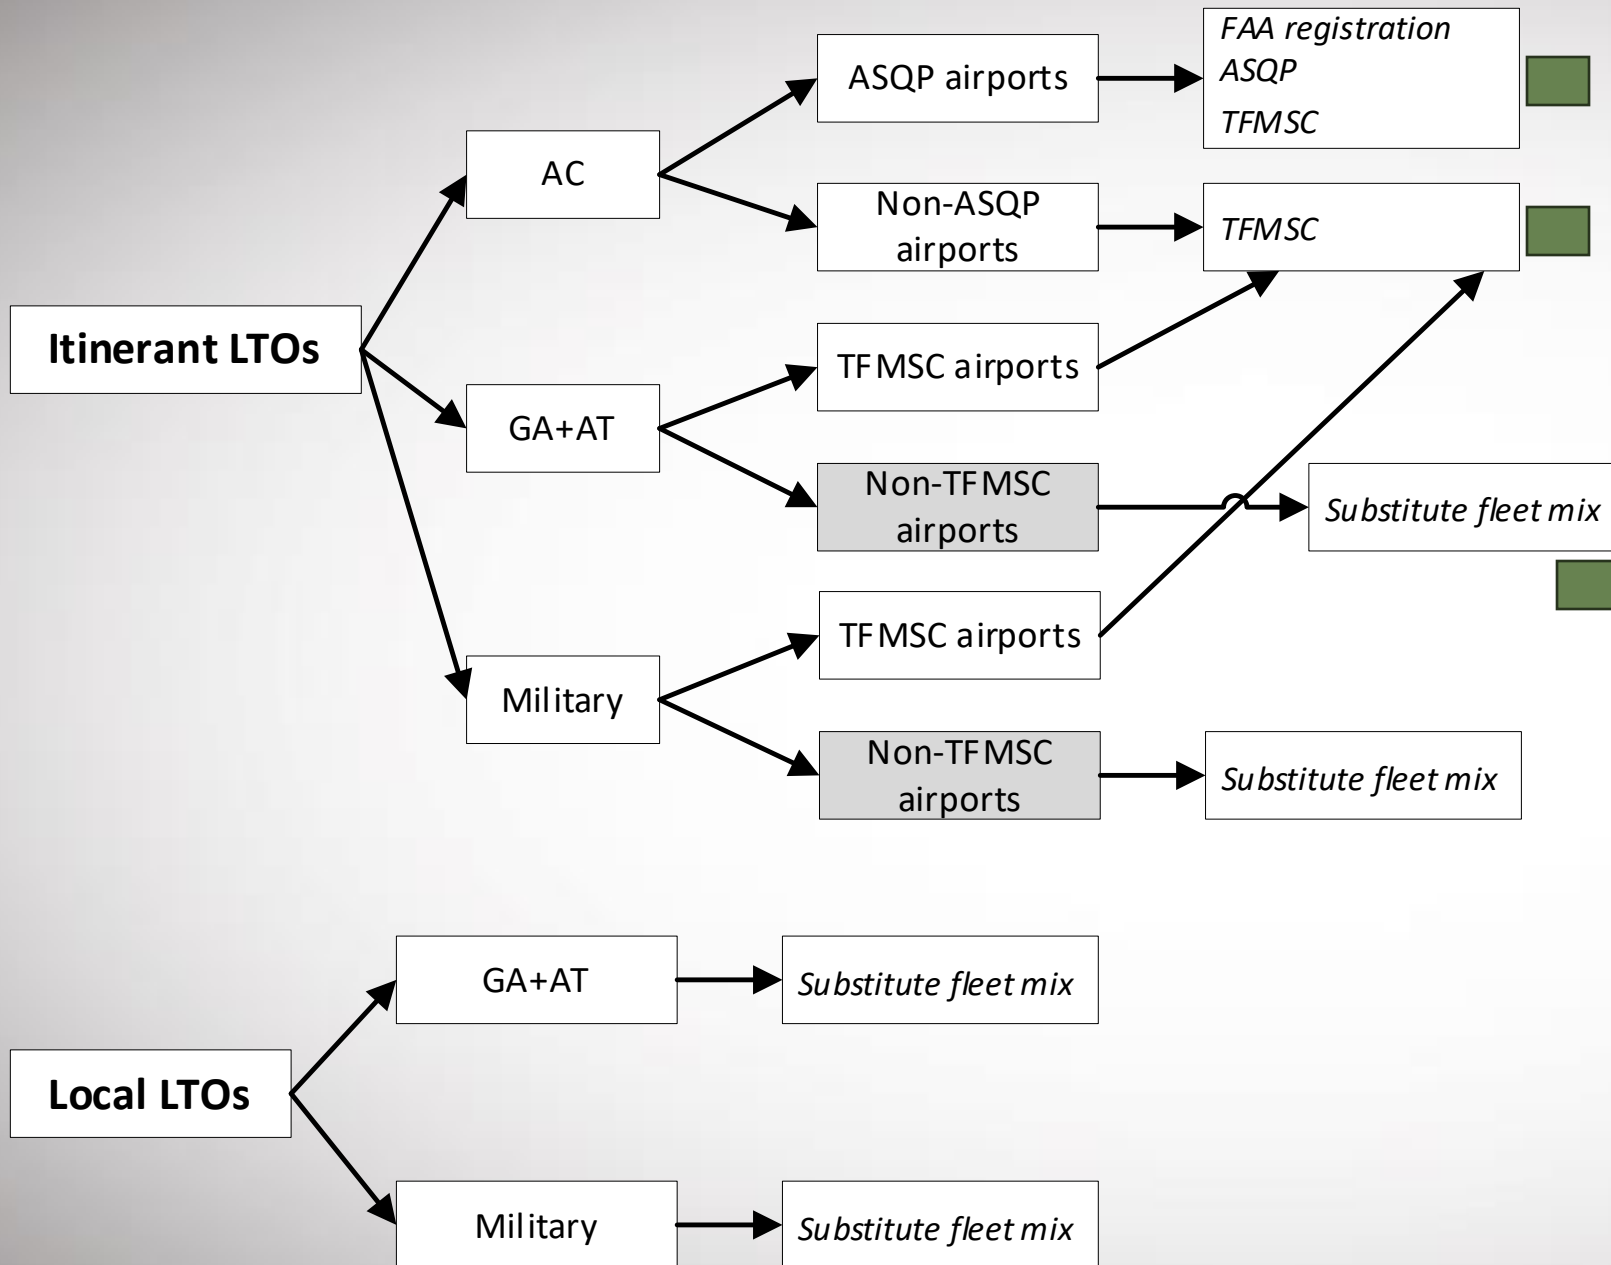 FAA registration
ASQP
TFMSC
ASQP airports
AC
Non-ASQP
airports
TFMSC
Itinerant LTOs
TFMSC airports
GA+AT
Non-TFMSC
airports
Substitute fleet mix
TFMSC airports
Military
Non-TFMSC
airports
Substitute fleet mix
GA+AT
Substitute fleet mix
Local LTOs
Military
Substitute fleet mix